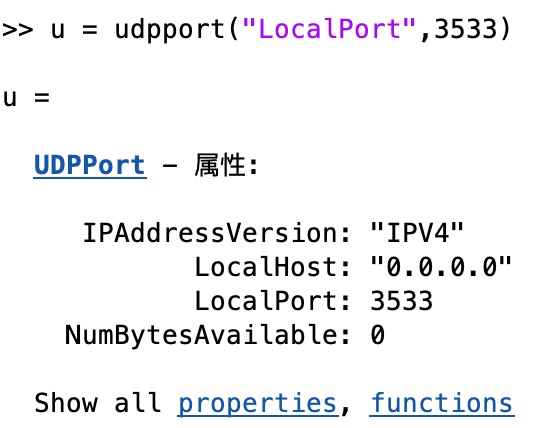 >> u = udpport("LocalPort",3533)
u =
UDPPort - 属性:
IPAddressVersion: "IPV4"
LocalHost: "0.0.0.0"
LocalPort: 3533
NumBytesAvailable: 0
Show all properties, functions